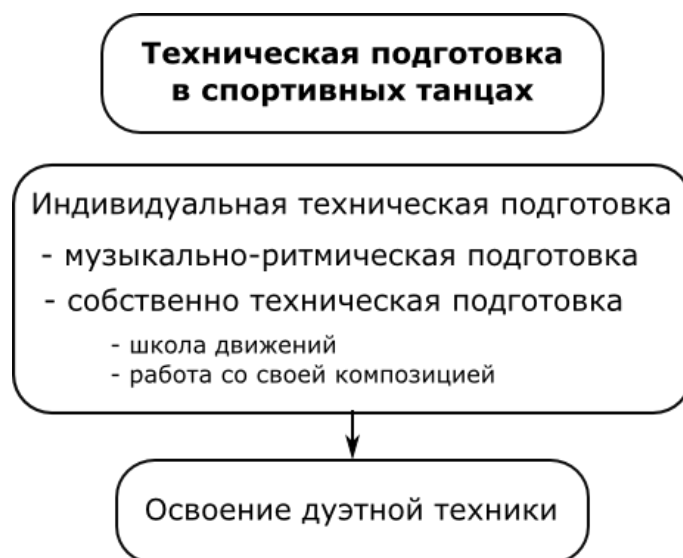 Техническая подготовка
в спортивных танцах
Индивидуальная техническая подготовка
- музыкально-ритмическая подготовка
- собственно техническая подготовка
- школа движений
- работа со своей композицией
Освоение дуэтной техники